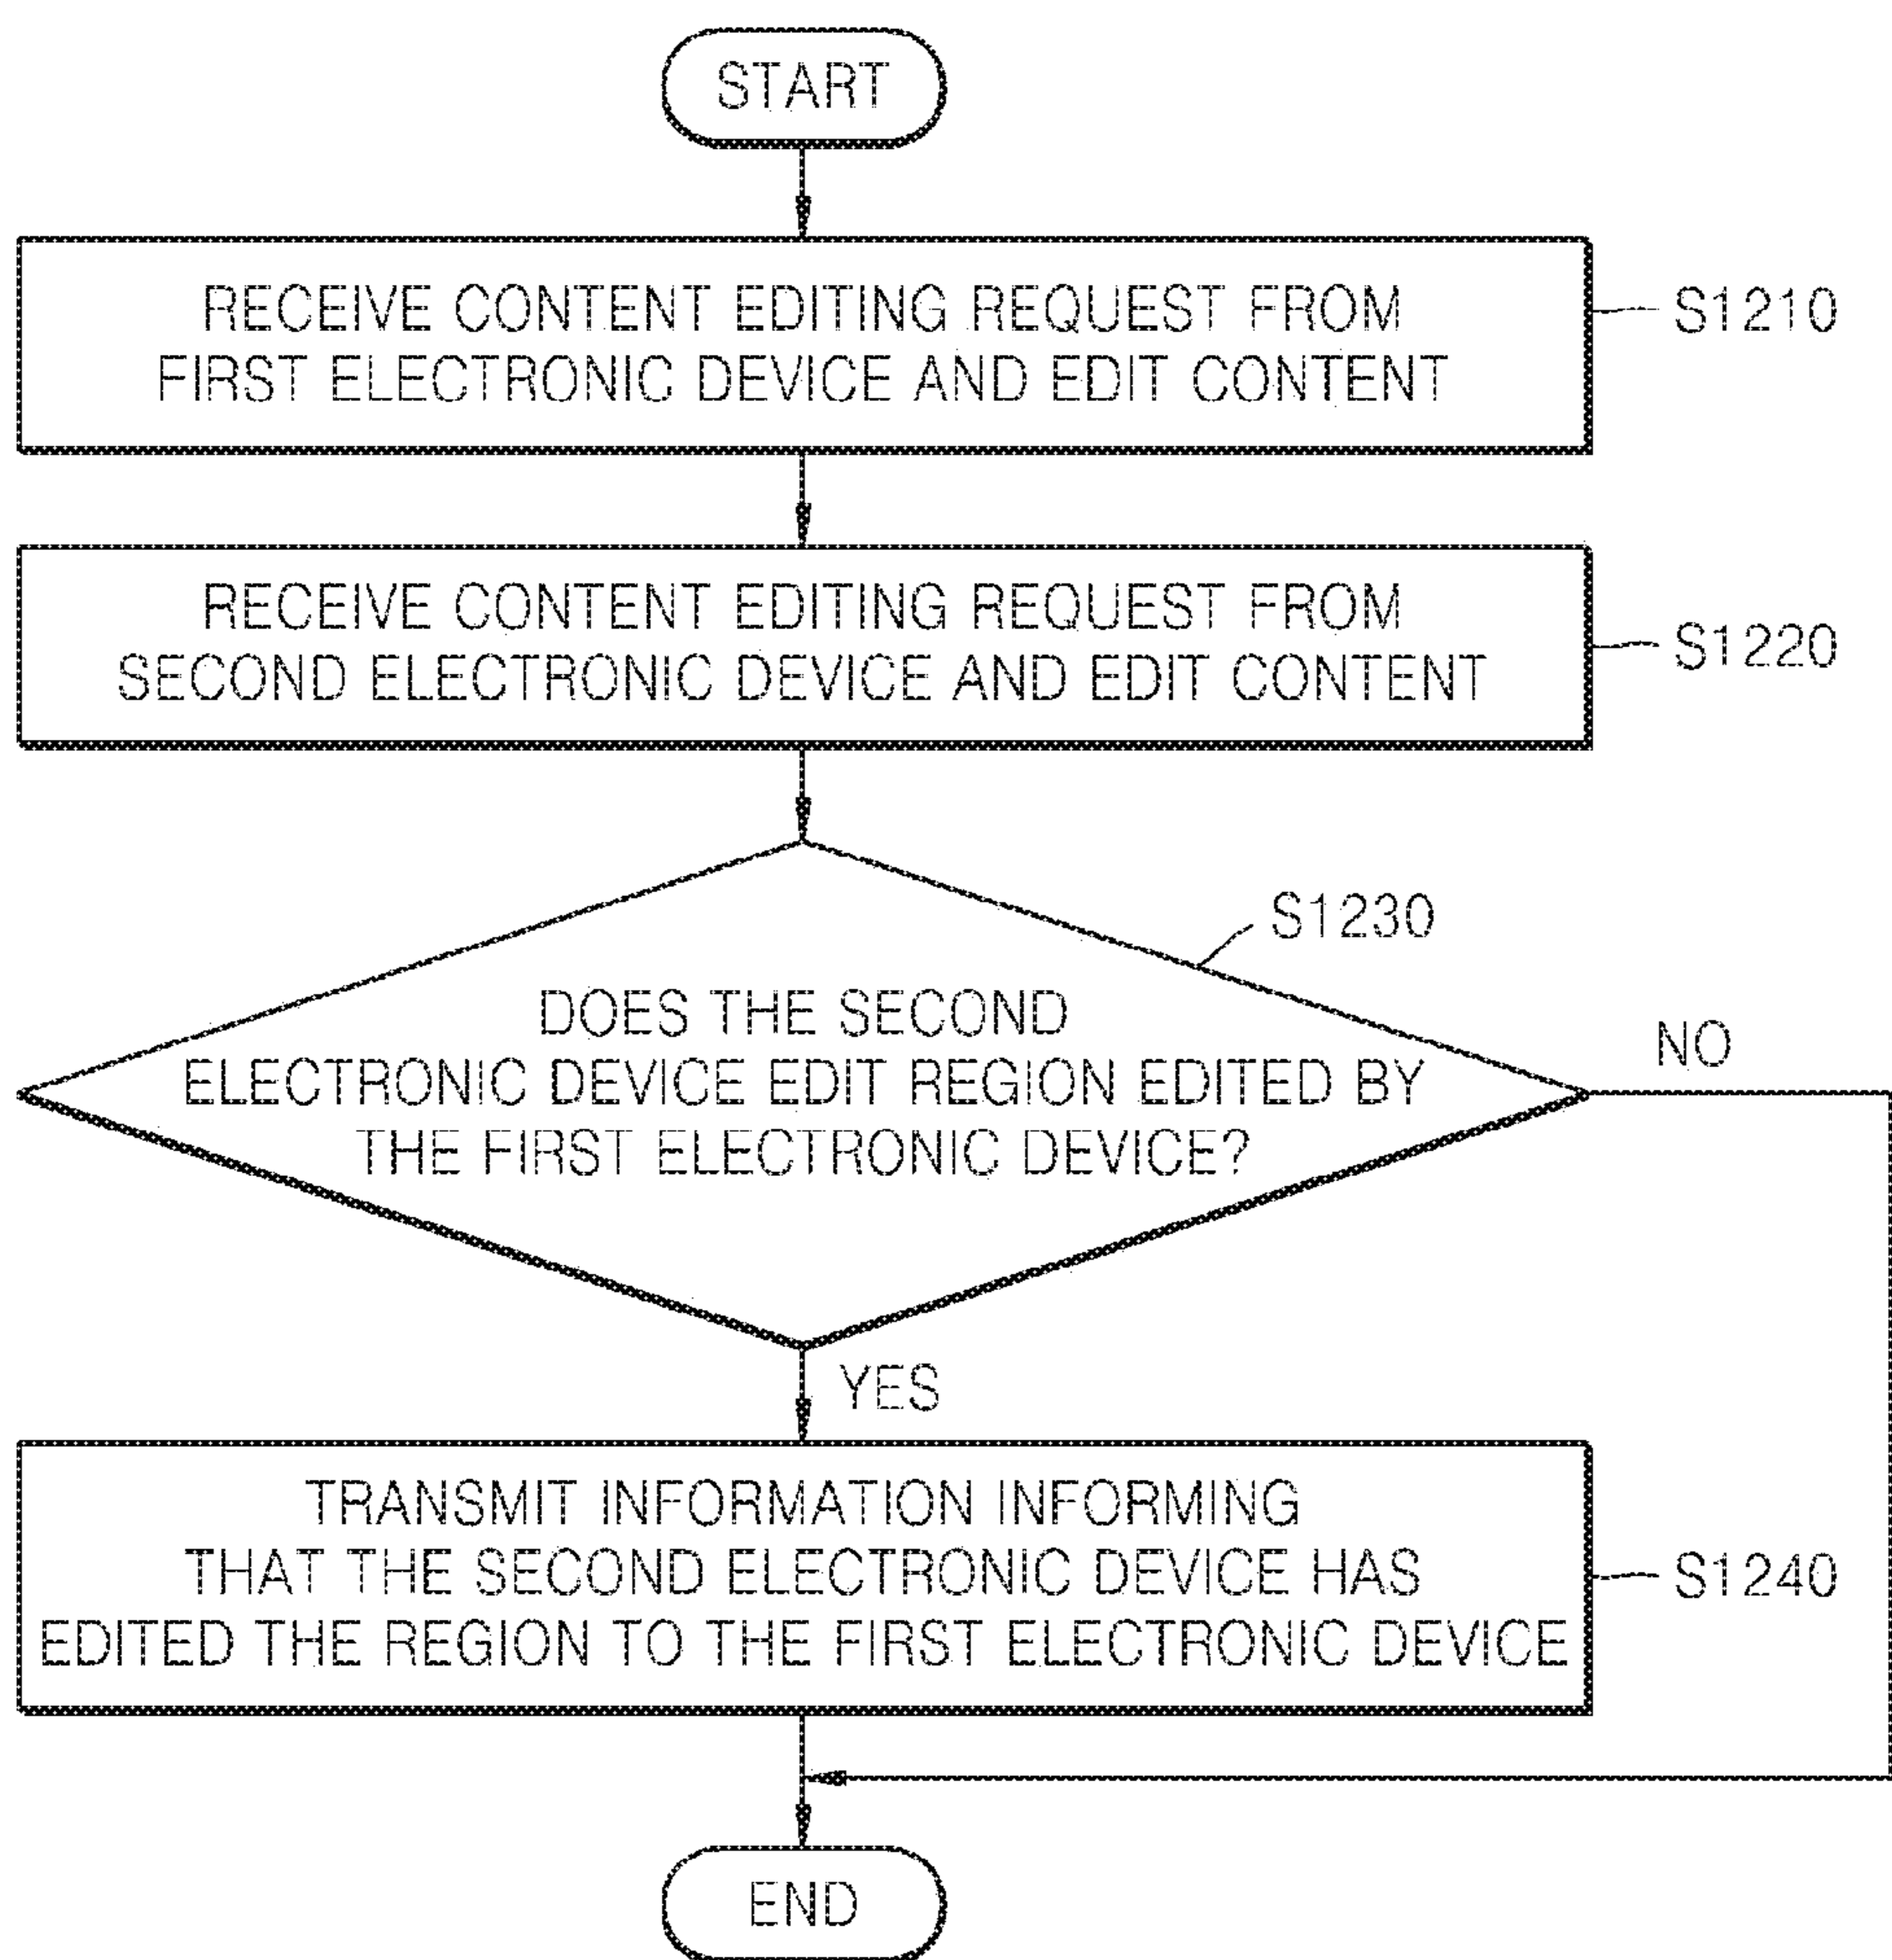 START
RECEIVE CONTENT EDITING REQUEST FROM
FIRST ELECTRONIC DEVICE AND EDIT CONTENT
S1210
RECEIVE CONTENT EDITING REQUEST FROM
SECOND ELECTRONIC DEVICE AND EDIT CONTENT
S1220
S1230
DOES THE SECOND
ELECTRONIC DEVICE EDIT REGION EDITED BY
THE FIRST ELECTRONIC DEVICE?
NO
YES
TRANSMIT INFORMATION INFORMING
THAT THE SECOND ELECTRONIC DEVICE HAS
EDITED THE REGION TO THE FIRST ELECTRONIC DEVICE
S1240
END